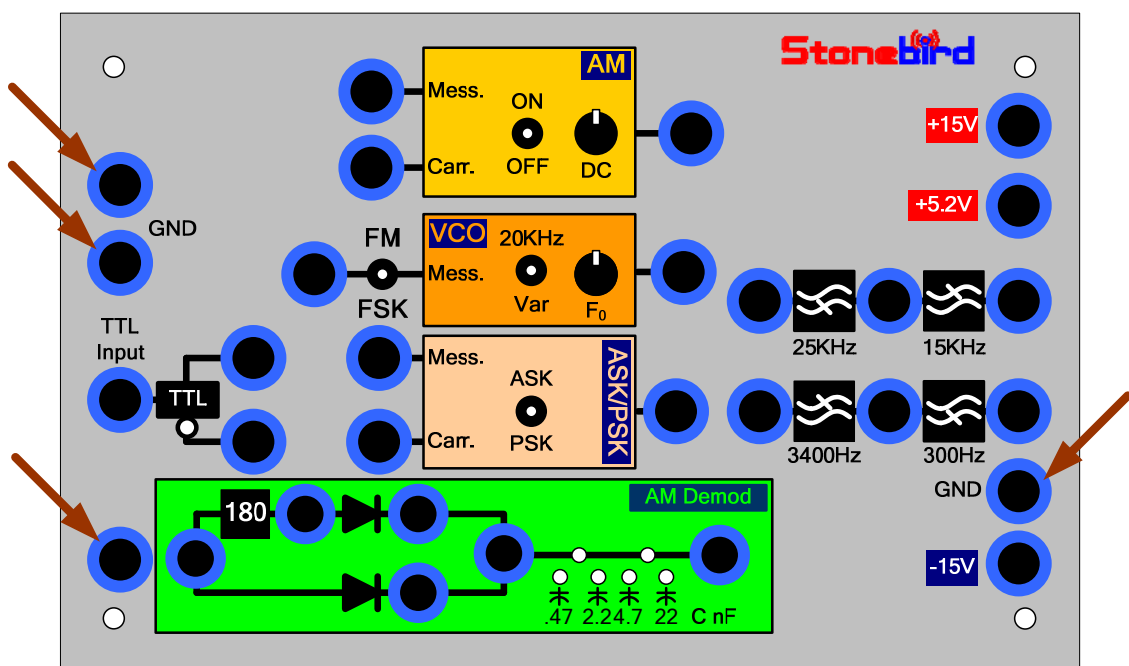 Stonebird
AM
Mess.
ON
Carr.
OFF
DC
+15V
+5.2V
GND
FM
VCO
20KHz
Mess.
FSK
Var
F₀
25KHz
15KHz
TTL
Input
TTL
Mess.
ASK
PSK
Carr.
ASK/PSK
3400Hz
300Hz
GND
180
AM Demod
-15V
.47
2.2
4.7
22
C nF